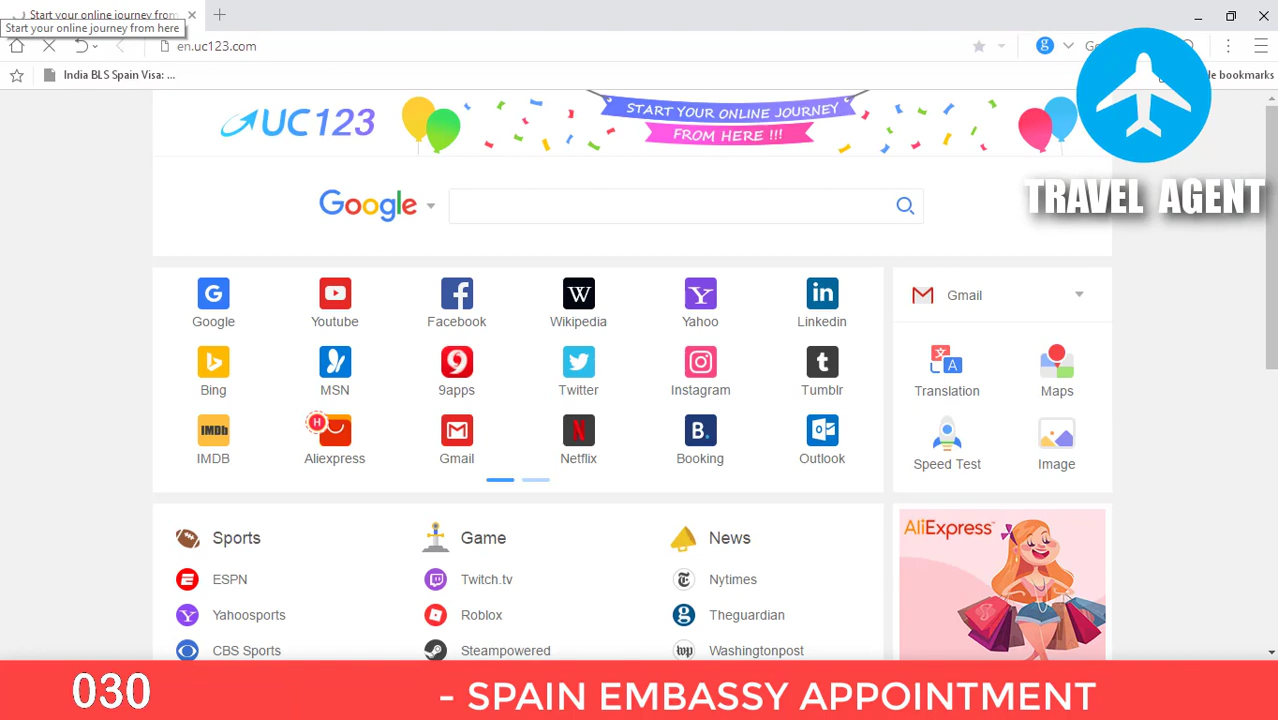 Start your online journey from
Start your online journey from here
en.uc123.com
India BLS Spain Visa: ...
bookmarks
UC123
START YOUR ONLINE JOURNEY
FROM HERE !!!
TRAVEL AGENT
Google
Google Youtube Facebook Wikipedia Yahoo Linkedin
Gmail
Bing MSN 9apps Twitter Instagram Tumblr
Translation Maps
IMDb
H
IMDB Aliexpress Gmail Netflix Booking Outlook
Speed Test Image
Sports Game News
AliExpress
ESPN Twitch.tv Nytimes
Yahoosports Roblox Theguardian
CBS Sports Steampowered Washingtonpost
030 - SPAIN EMBASSY APPOINTMENT